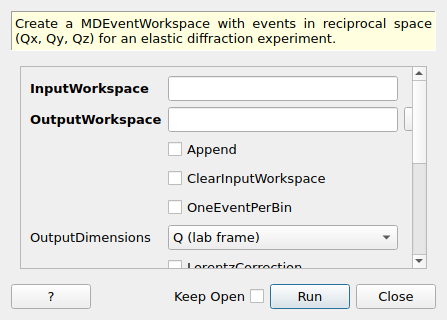 Create a MDEventWorkspace with events in reciprocal space
(Qx, Qy, Qz) for an elastic diffraction experiment.
InputWorkspace
OutputWorkspace
Append
ClearInputWorkspace
OneEventPerBin
OutputDimensions Q (lab frame)
LorentzCorrection
? Keep Open Run Close